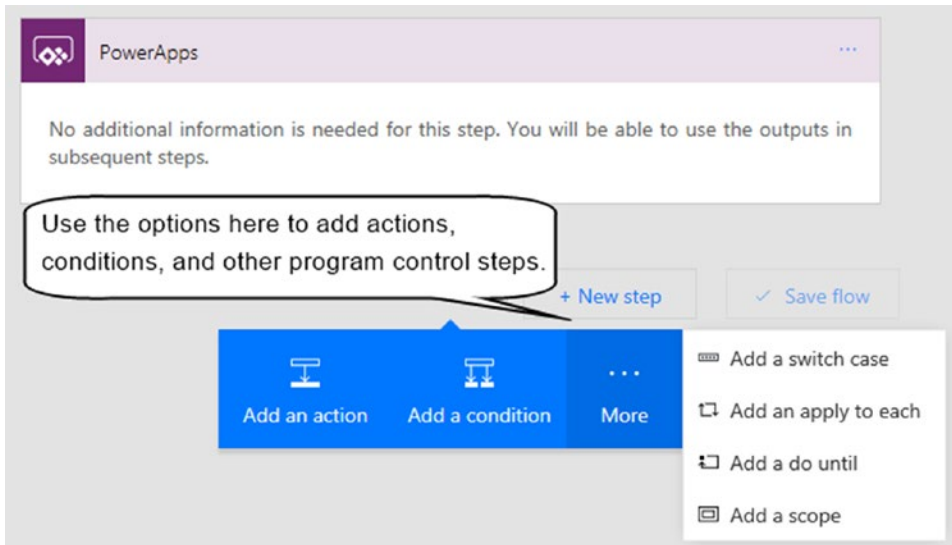 PowerApps
...
No additional information is needed for this step. You will be able to use the outputs in
subsequent steps.
Use the options here to add actions,
conditions, and other program control steps.
+ New step
Save flow
Add an action
Add a condition
...
More
Add a switch case
Add an apply to each
Add a do until
Add a scope